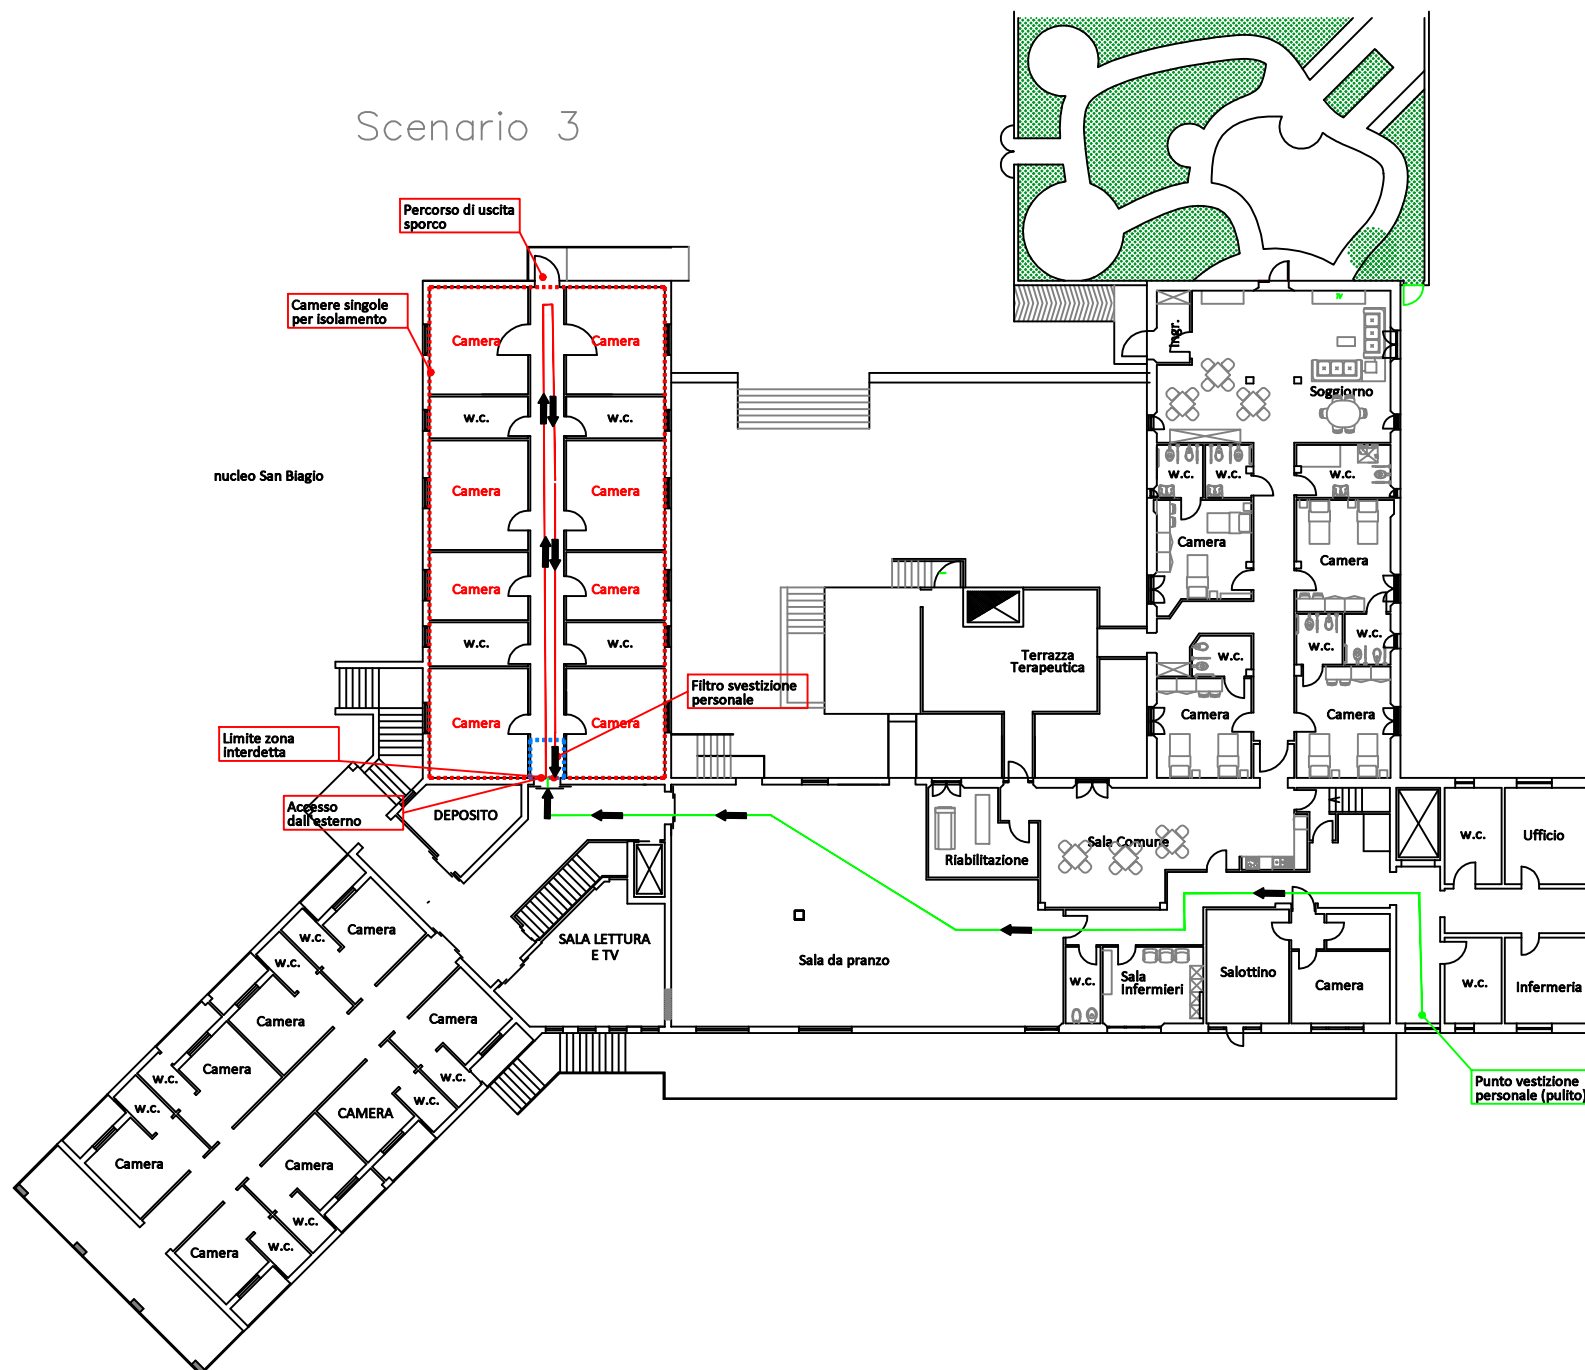 Scenario 3
Percorso di uscita
sporco
Camere singole
per isolamento
TV
Ingr.
Camera
Camera
Soggiorno
w.c.
w.c.
nucleo San Biagio
w.c.
w.c.
w.c.
Camera
Camera
Camera
Camera
Camera
Camera
w.c.
w.c.
w.c.
w.c.
w.c.
Terrazza
Terapeutica
Filtro svestizione
personale
Camera
Camera
Camera
Camera
Limite zona
interdetta
Accesso
dall'esterno
DEPOSITO
Riabilitazione
Sala Comune
w.c.
Ufficio
Camera
w.c.
SALA LETTURA
E TV
Sala da pranzo
w.c.
Sala
Infermieri
Salottino
Camera
w.c.
Infermeria
w.c.
Camera
Camera
Camera
w.c.
w.c.
w.c.
w.c.
CAMERA
Punto vestizione
personale (pulito)
Camera
Camera
w.c.
w.c.
Camera